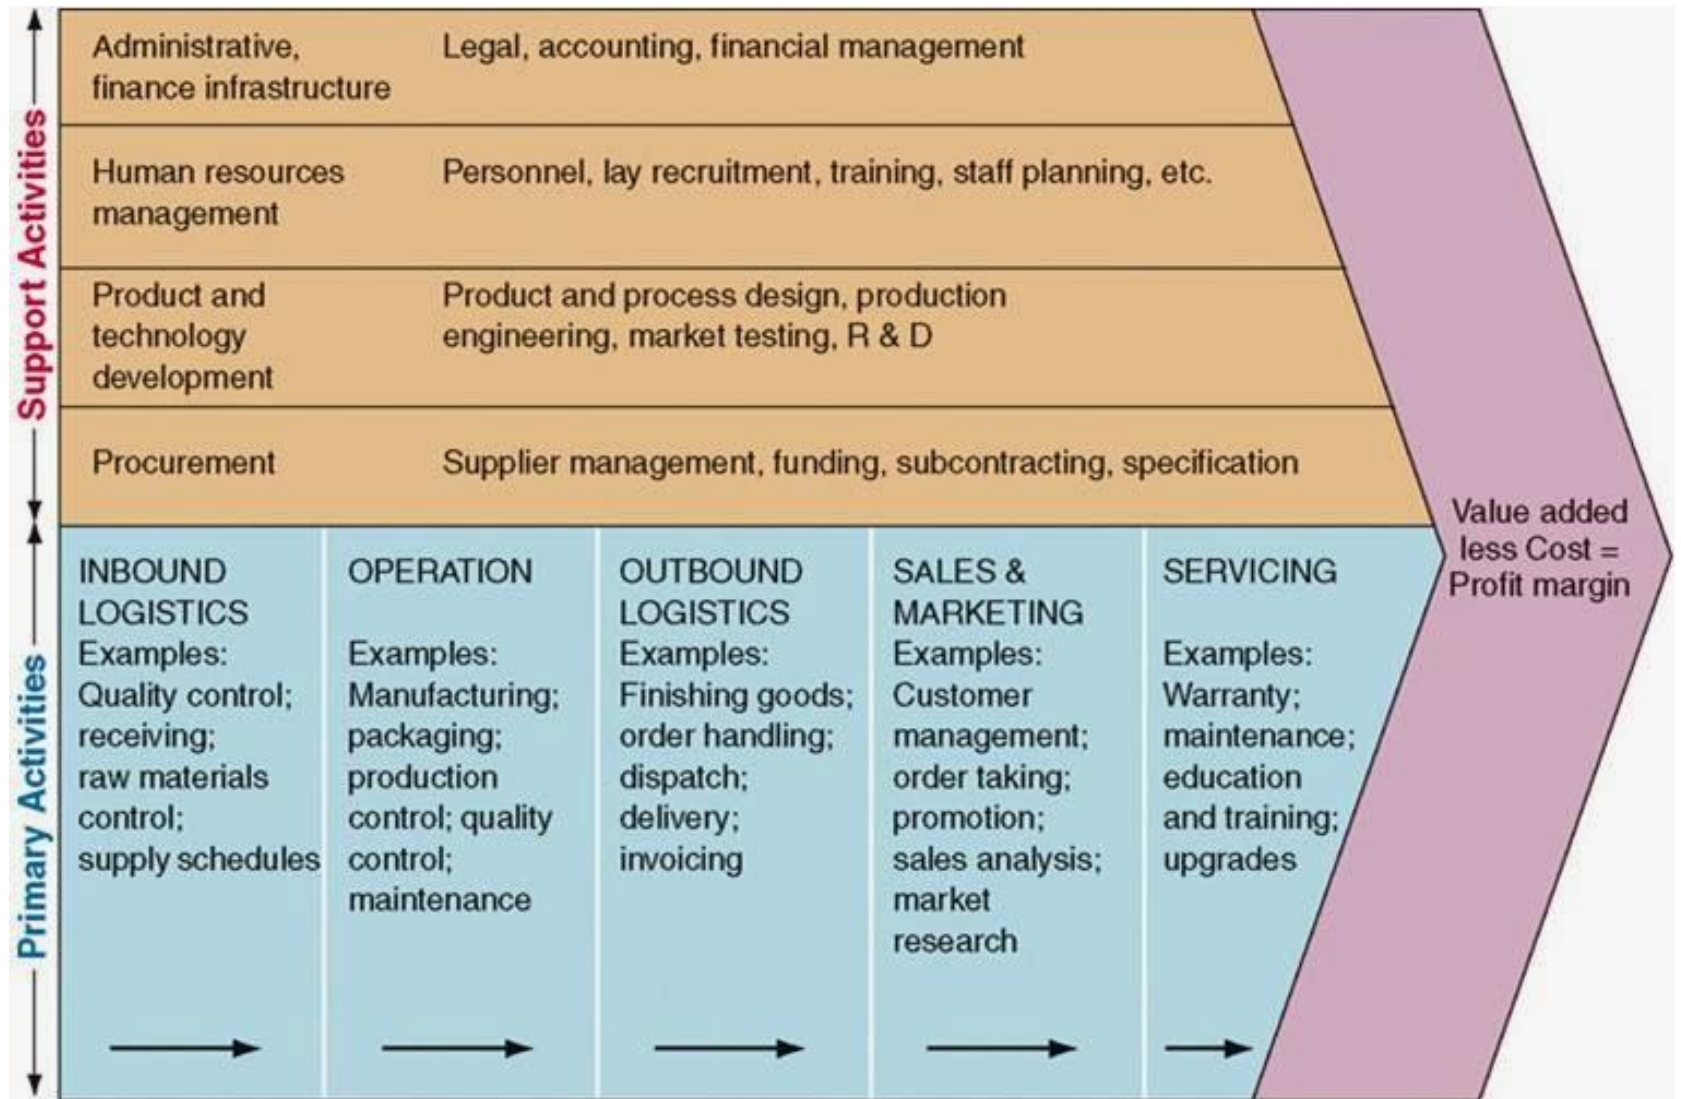 Support Activities
Administrative,
finance infrastructure
Legal, accounting, financial management
Human resources
management
Personnel, lay recruitment, training, staff planning, etc.
Product and
technology
development
Product and process design, production
engineering, market testing, R & D
Procurement
Supplier management, funding, subcontracting, specification
Primary Activities
INBOUND
LOGISTICS
Examples:
Quality control;
receiving;
raw materials
control;
supply schedules
OPERATION
Examples:
Manufacturing;
packaging;
production
control; quality
control;
maintenance
OUTBOUND
LOGISTICS
Examples:
Finishing goods;
order handling;
dispatch;
delivery;
invoicing
SALES &
MARKETING
Examples:
Customer
management;
order taking;
promotion;
sales analysis;
market
research
SERVICING
Examples:
Warranty;
maintenance;
education
and training;
upgrades
Value added
less Cost =
Profit margin